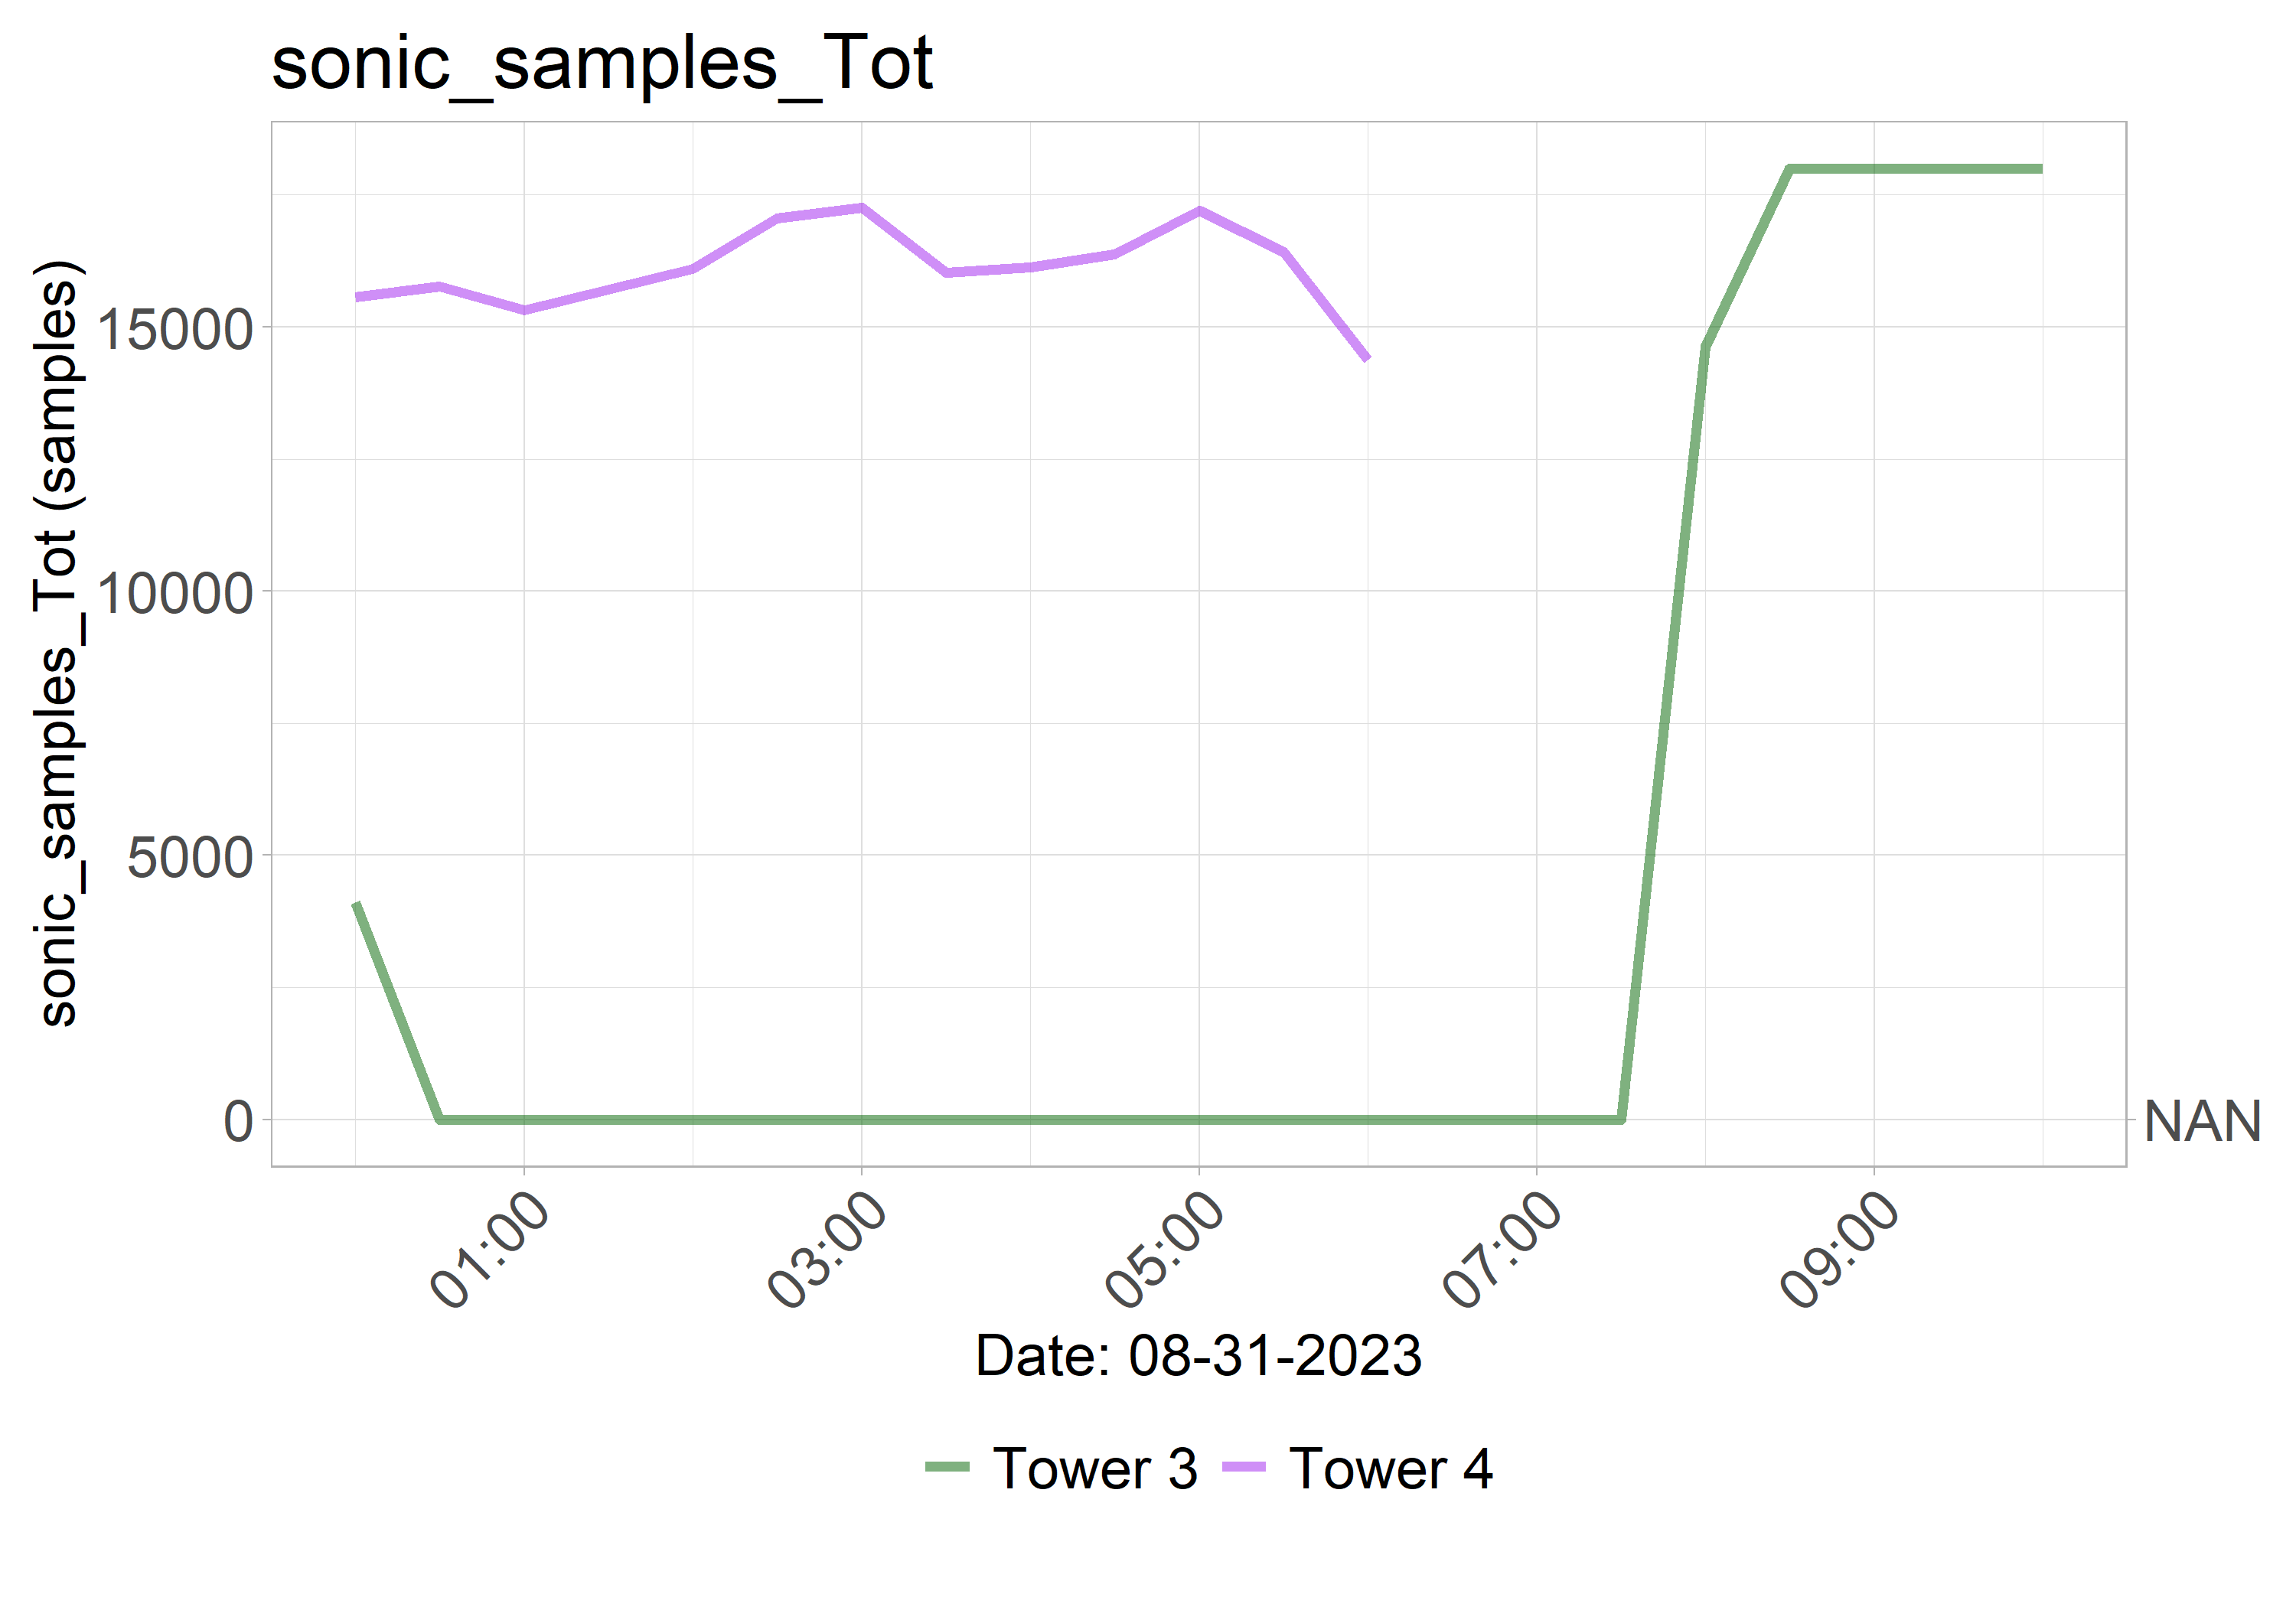 sonic_samples_Tot
sonic_samples_Tot (samples)
15000
10000
5000
0
NAN
01:00
03:00
05:00
07:00
09:00
Date: 08-31-2023
Tower 3
Tower 4